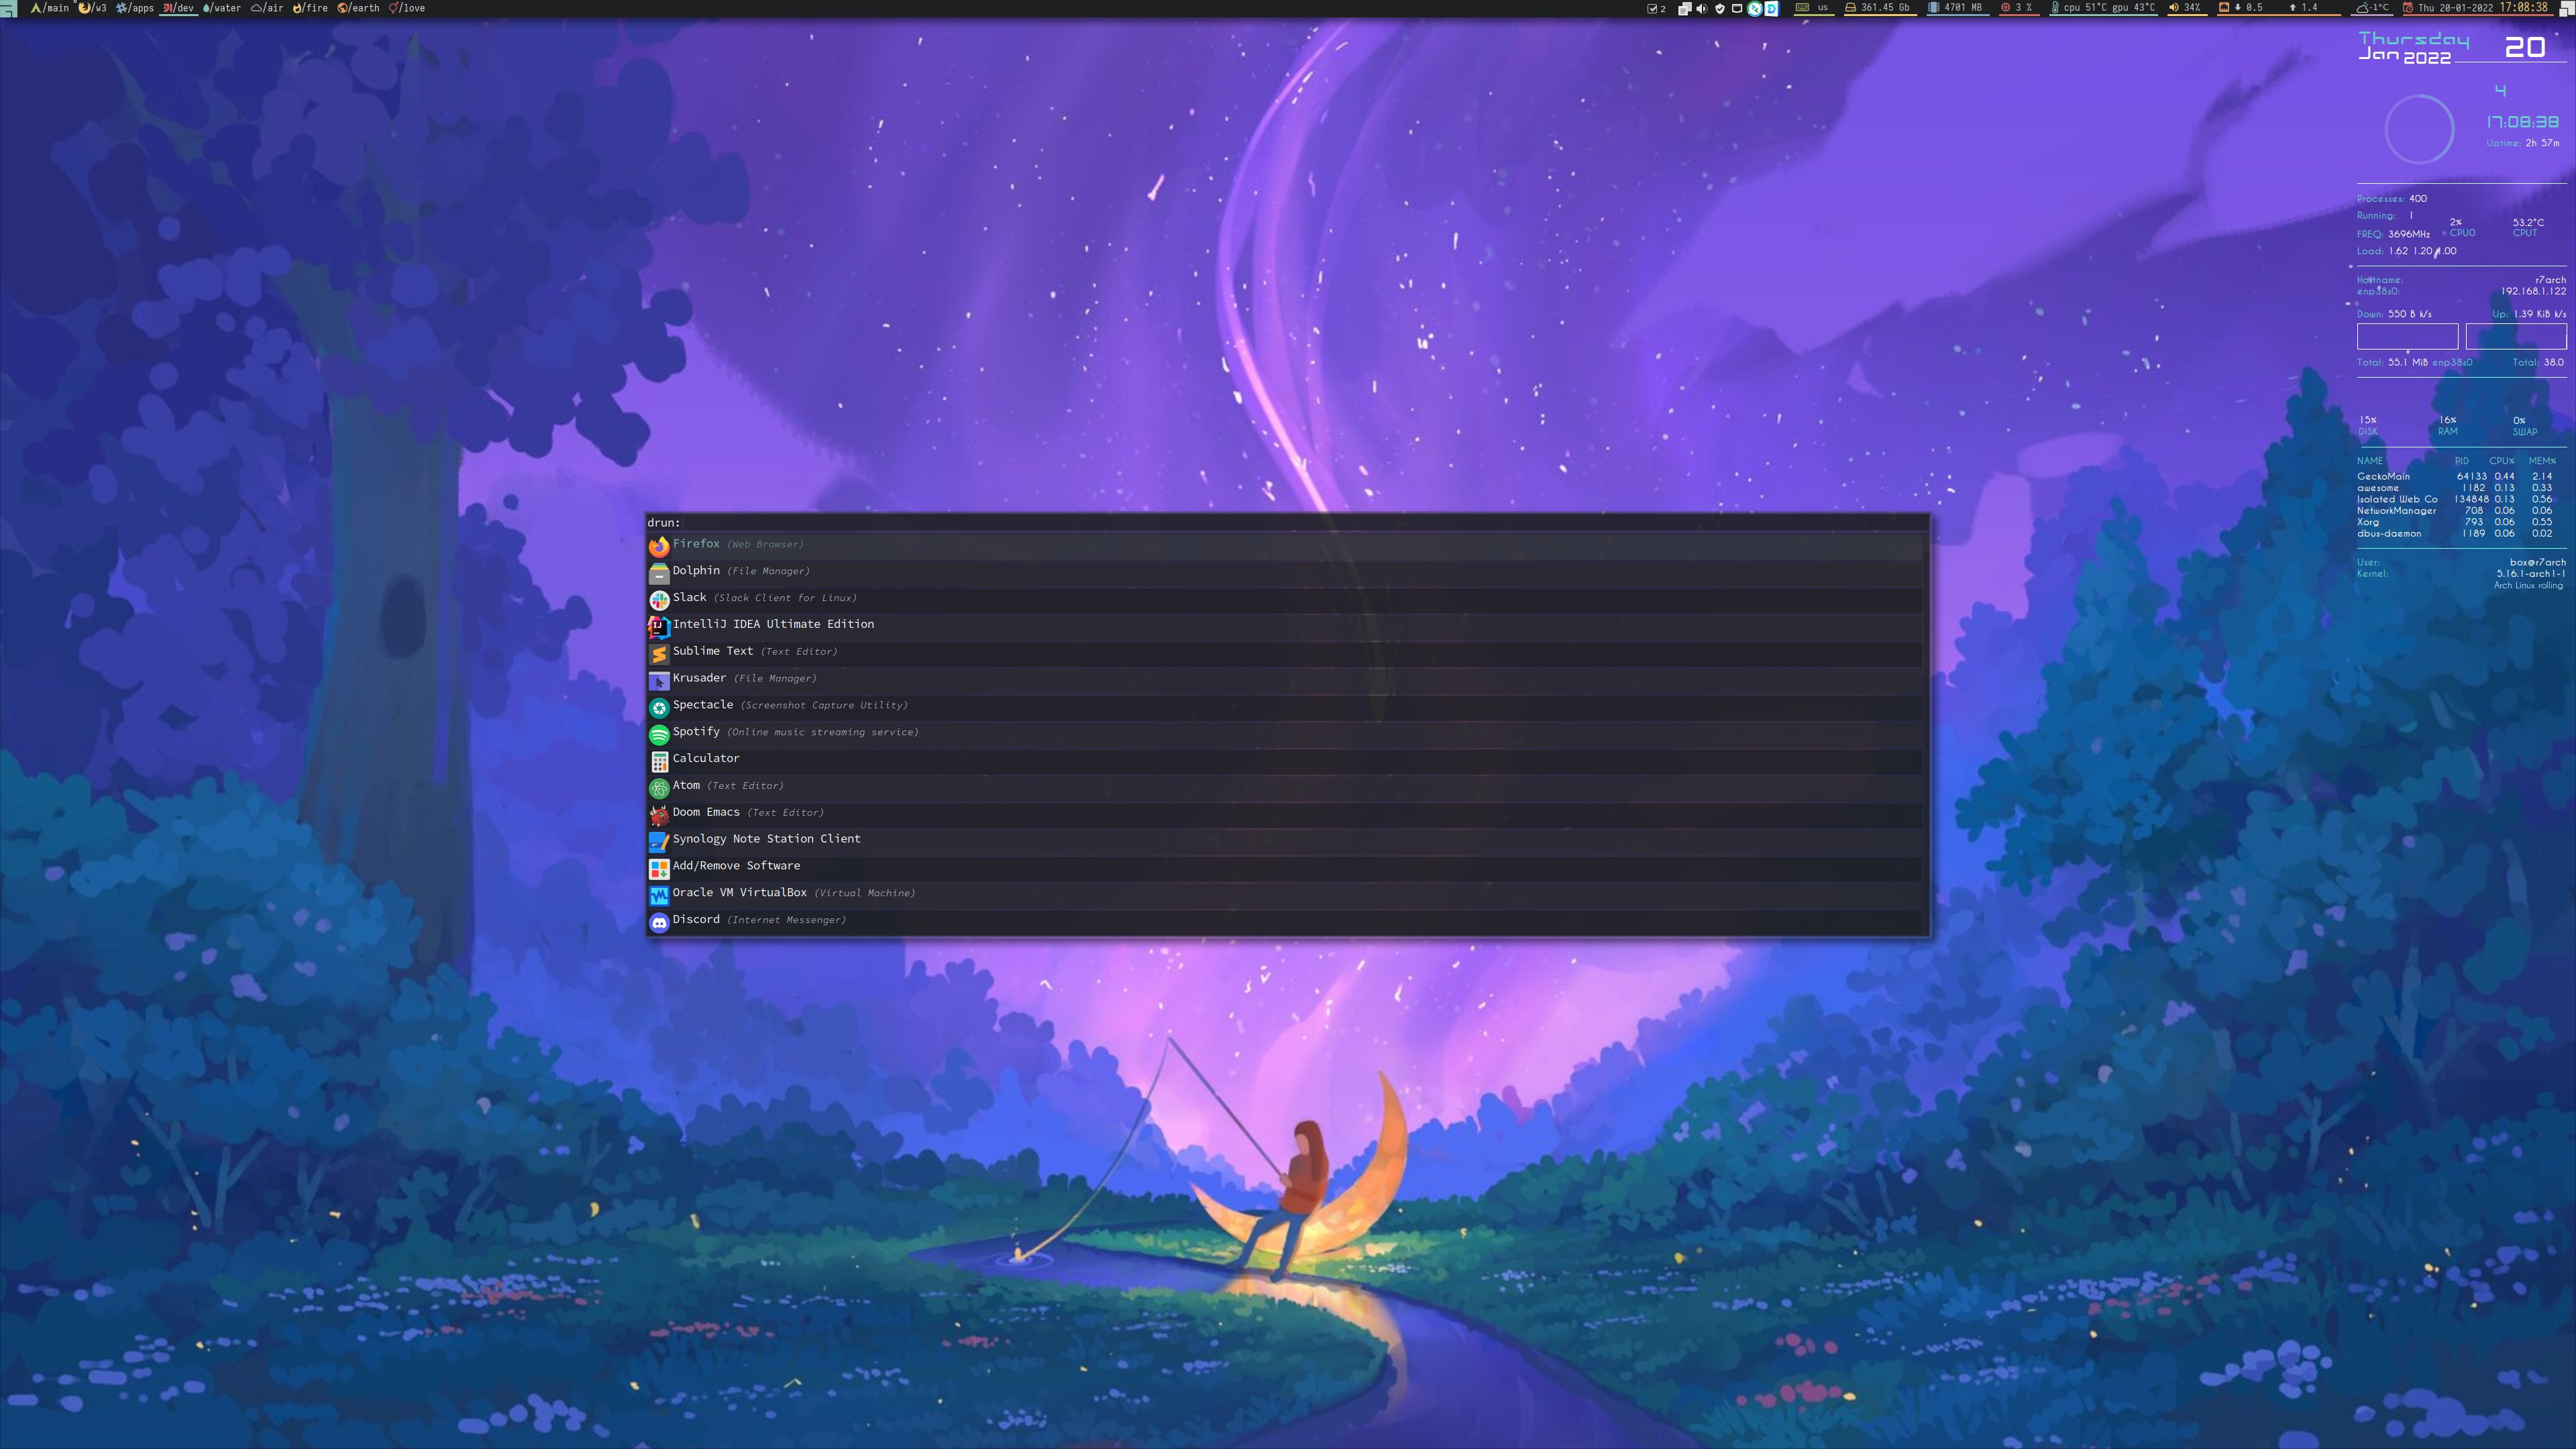 /main /w3 /apps /dev /water /air /fire /earth /love
2 us 361.45 Gb 4701 MB 3 % cpu 51°C gpu 43°C 34% 0.5 1.4 -1°C Thu 20-01-2022 17:08:38
Thursday 20
Jan 2022
4
17:08:38
Uptime: 2h 57m
Processes: 400
Running: 1
2% 53.2°C
FREQ: 3696MHz CPU0 CPUT
Load: 1.62 1.20 1.00
Hostname: r7arch
enp38s0: 192.168.1.122
Down: 550 B k/s Up: 1.39 KiB k/s
Total: 55.1 MiB enp38s0 Total: 38.0
15% 16% 0%
DISK RAM SWAP
NAME PID CPU% MEM%
GeckoMain 64133 0.44 2.14
awesome 1182 0.13 0.33
Isolated Web Co 134848 0.13 0.56
NetworkManager 708 0.06 0.06
Xorg 793 0.06 0.55
dbus-daemon 1189 0.06 0.02
User: box@r7arch
Kernel: 5.16.1-arch1-1
Arch Linux rolling
drun:
Firefox (Web Browser)
Dolphin (File Manager)
Slack (Slack Client for Linux)
IntelliJ IDEA Ultimate Edition
Sublime Text (Text Editor)
Krusader (File Manager)
Spectacle (Screenshot Capture Utility)
Spotify (Online music streaming service)
Calculator
Atom (Text Editor)
Doom Emacs (Text Editor)
Synology Note Station Client
Add/Remove Software
Oracle VM VirtualBox (Virtual Machine)
Discord (Internet Messenger)